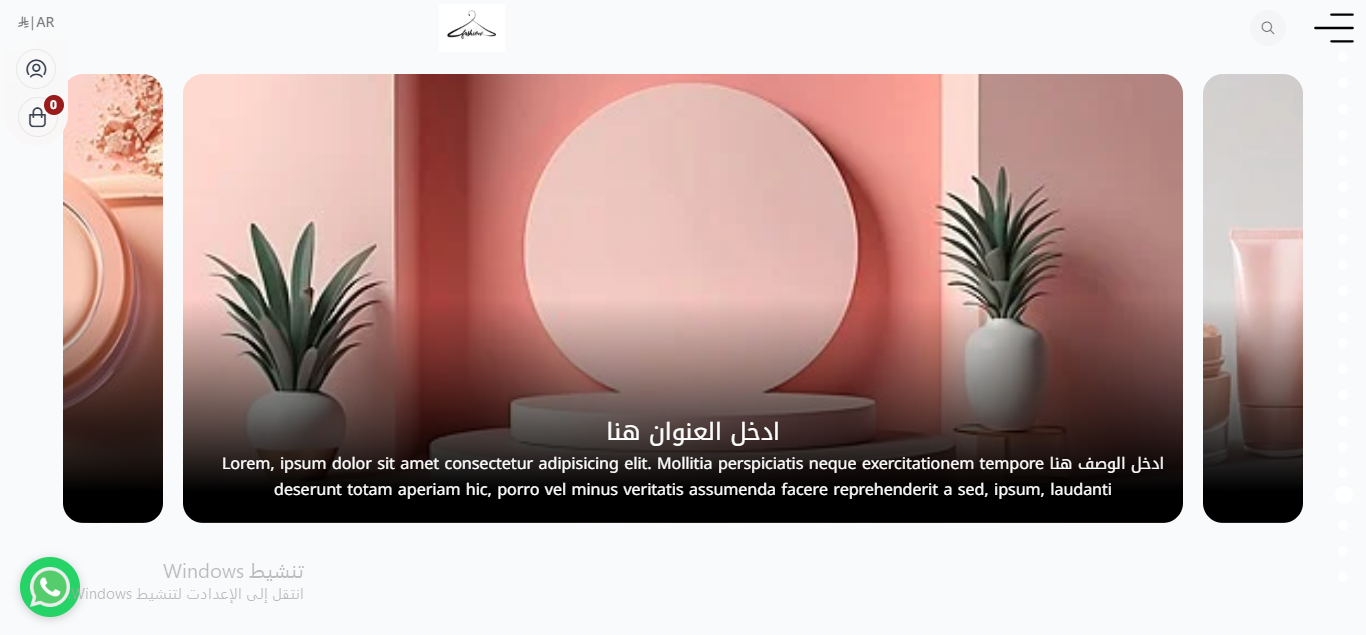 AR | ⃁
fashion
0
ادخل العنوان هنا
ادخل الوصف هنا Lorem, ipsum dolor sit amet consectetur adipisicing elit. Mollitia perspiciatis neque exercitationem tempore
deserunt totam aperiam hic, porro vel minus veritatis assumenda facere reprehenderit a sed, ipsum, laudanti
تنشيط Windows
انتقل إلى الإعدادت لتنشيط Windows